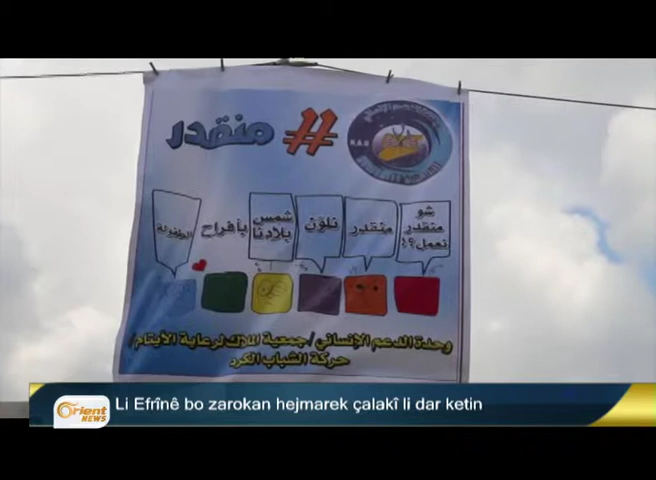 #منقدر
H.A.U
شو
منقدر
نعمل؟!
منقدر
نلوّن
شمس
بلادنا
بأفراح
الطفولة
وحدة الدعم الإنساني/جمعية الملاك لرعاية الأيتام/
حركة الشباب الكرد
Orient
NEWS
Li Efrînê bo zarokan hejmarek çalakî li dar ketin